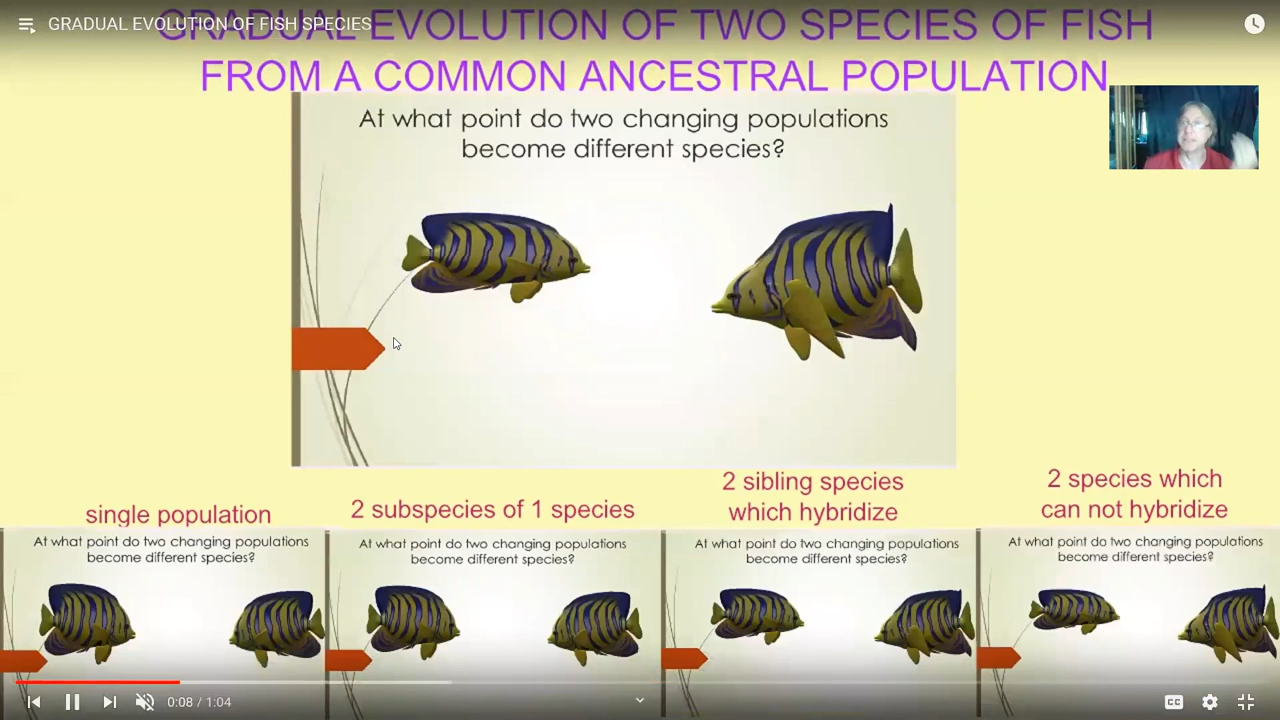 GRADUAL EVOLUTION OF FISH SPECIES
GRADUAL EVOLUTION OF TWO SPECIES OF FISH
FROM A COMMON ANCESTRAL POPULATION
At what point do two changing populations
become different species?
single population
2 subspecies of 1 species
2 sibling species
which hybridize
2 species which
can not hybridize
At what point do two changing populations
become different species?
At what point do two changing populations
become different species?
At what point do two changing populations
become different species?
At what point do two changing populations
become different species?
0:08 / 1:04
CC